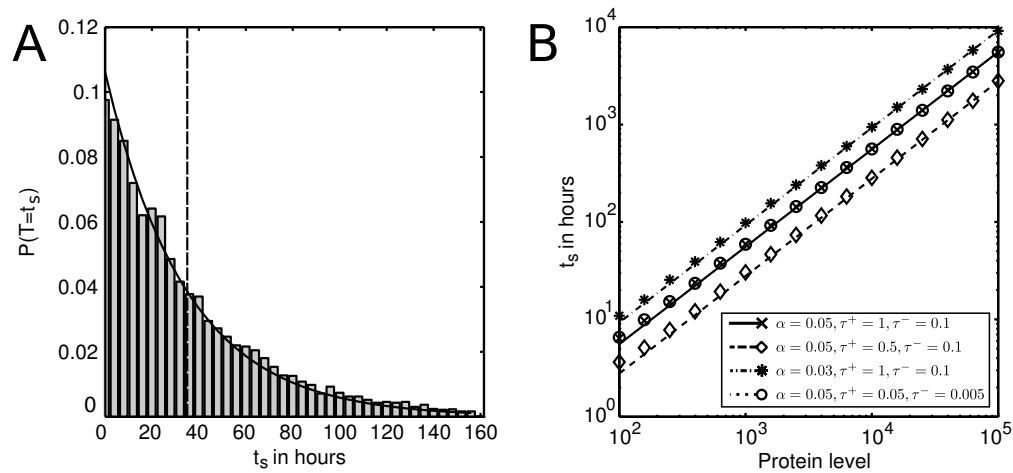 A
0.12
0.1
0.08
0.06
0.04
0.02
0
P(T=ts)
0 20 40 60 80 100 120 140 160
ts in hours
B
10^4
10^3
10^2
10^1
10^0
ts in hours
α = 0.05, τ⁺ = 1, τ⁻ = 0.1
α = 0.05, τ⁺ = 0.5, τ⁻ = 0.1
α = 0.03, τ⁺ = 1, τ⁻ = 0.1
α = 0.05, τ⁺ = 0.05, τ⁻ = 0.005
10^2 10^3 10^4 10^5
Protein level